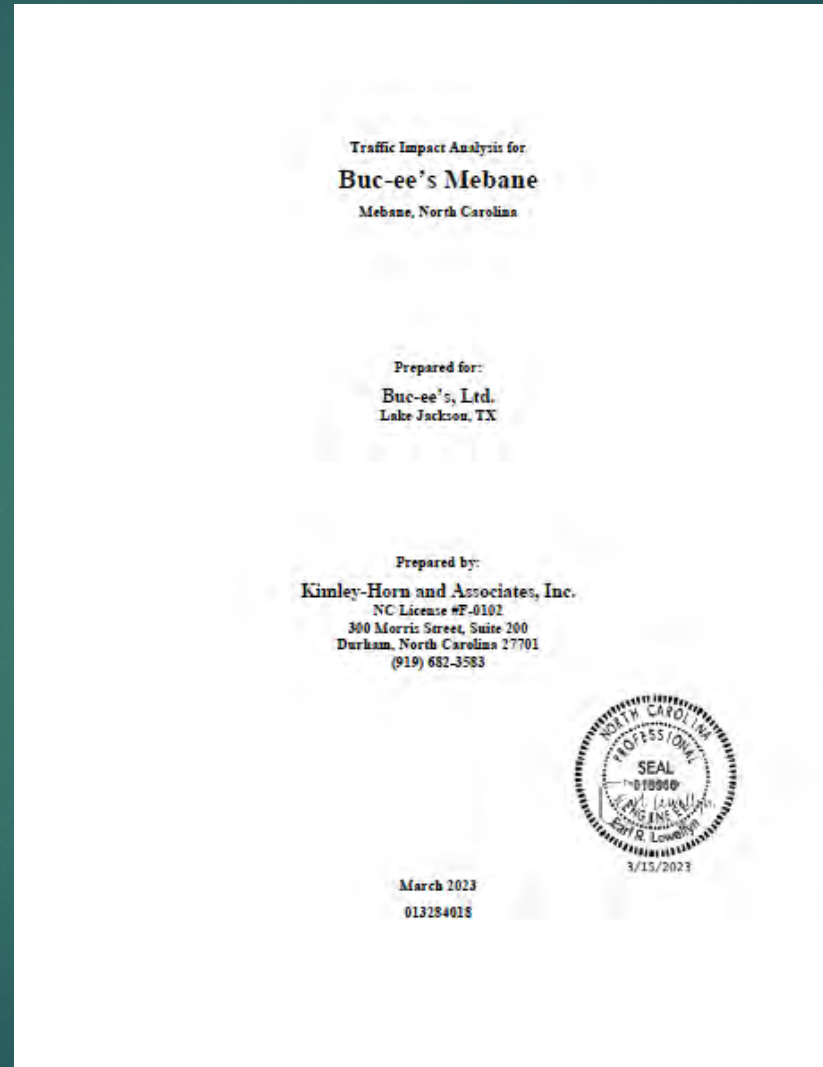 Traffic Impact Analysis for
Buc-ee's Mebane
Mebane, North Carolina
Prepared for:
Buc-ee's, Ltd.
Lake Jackson, TX
Prepared by:
Kimley-Horn and Associates, Inc.
NC License #F-0102
300 Morris Street, Suite 200
Durham, North Carolina 27701
(919) 682-3583
NORTH CAROLINA
PROFESSIONAL
SEAL
ENGINEER
Earl R. Lewellyn
3/15/2023
March 2023